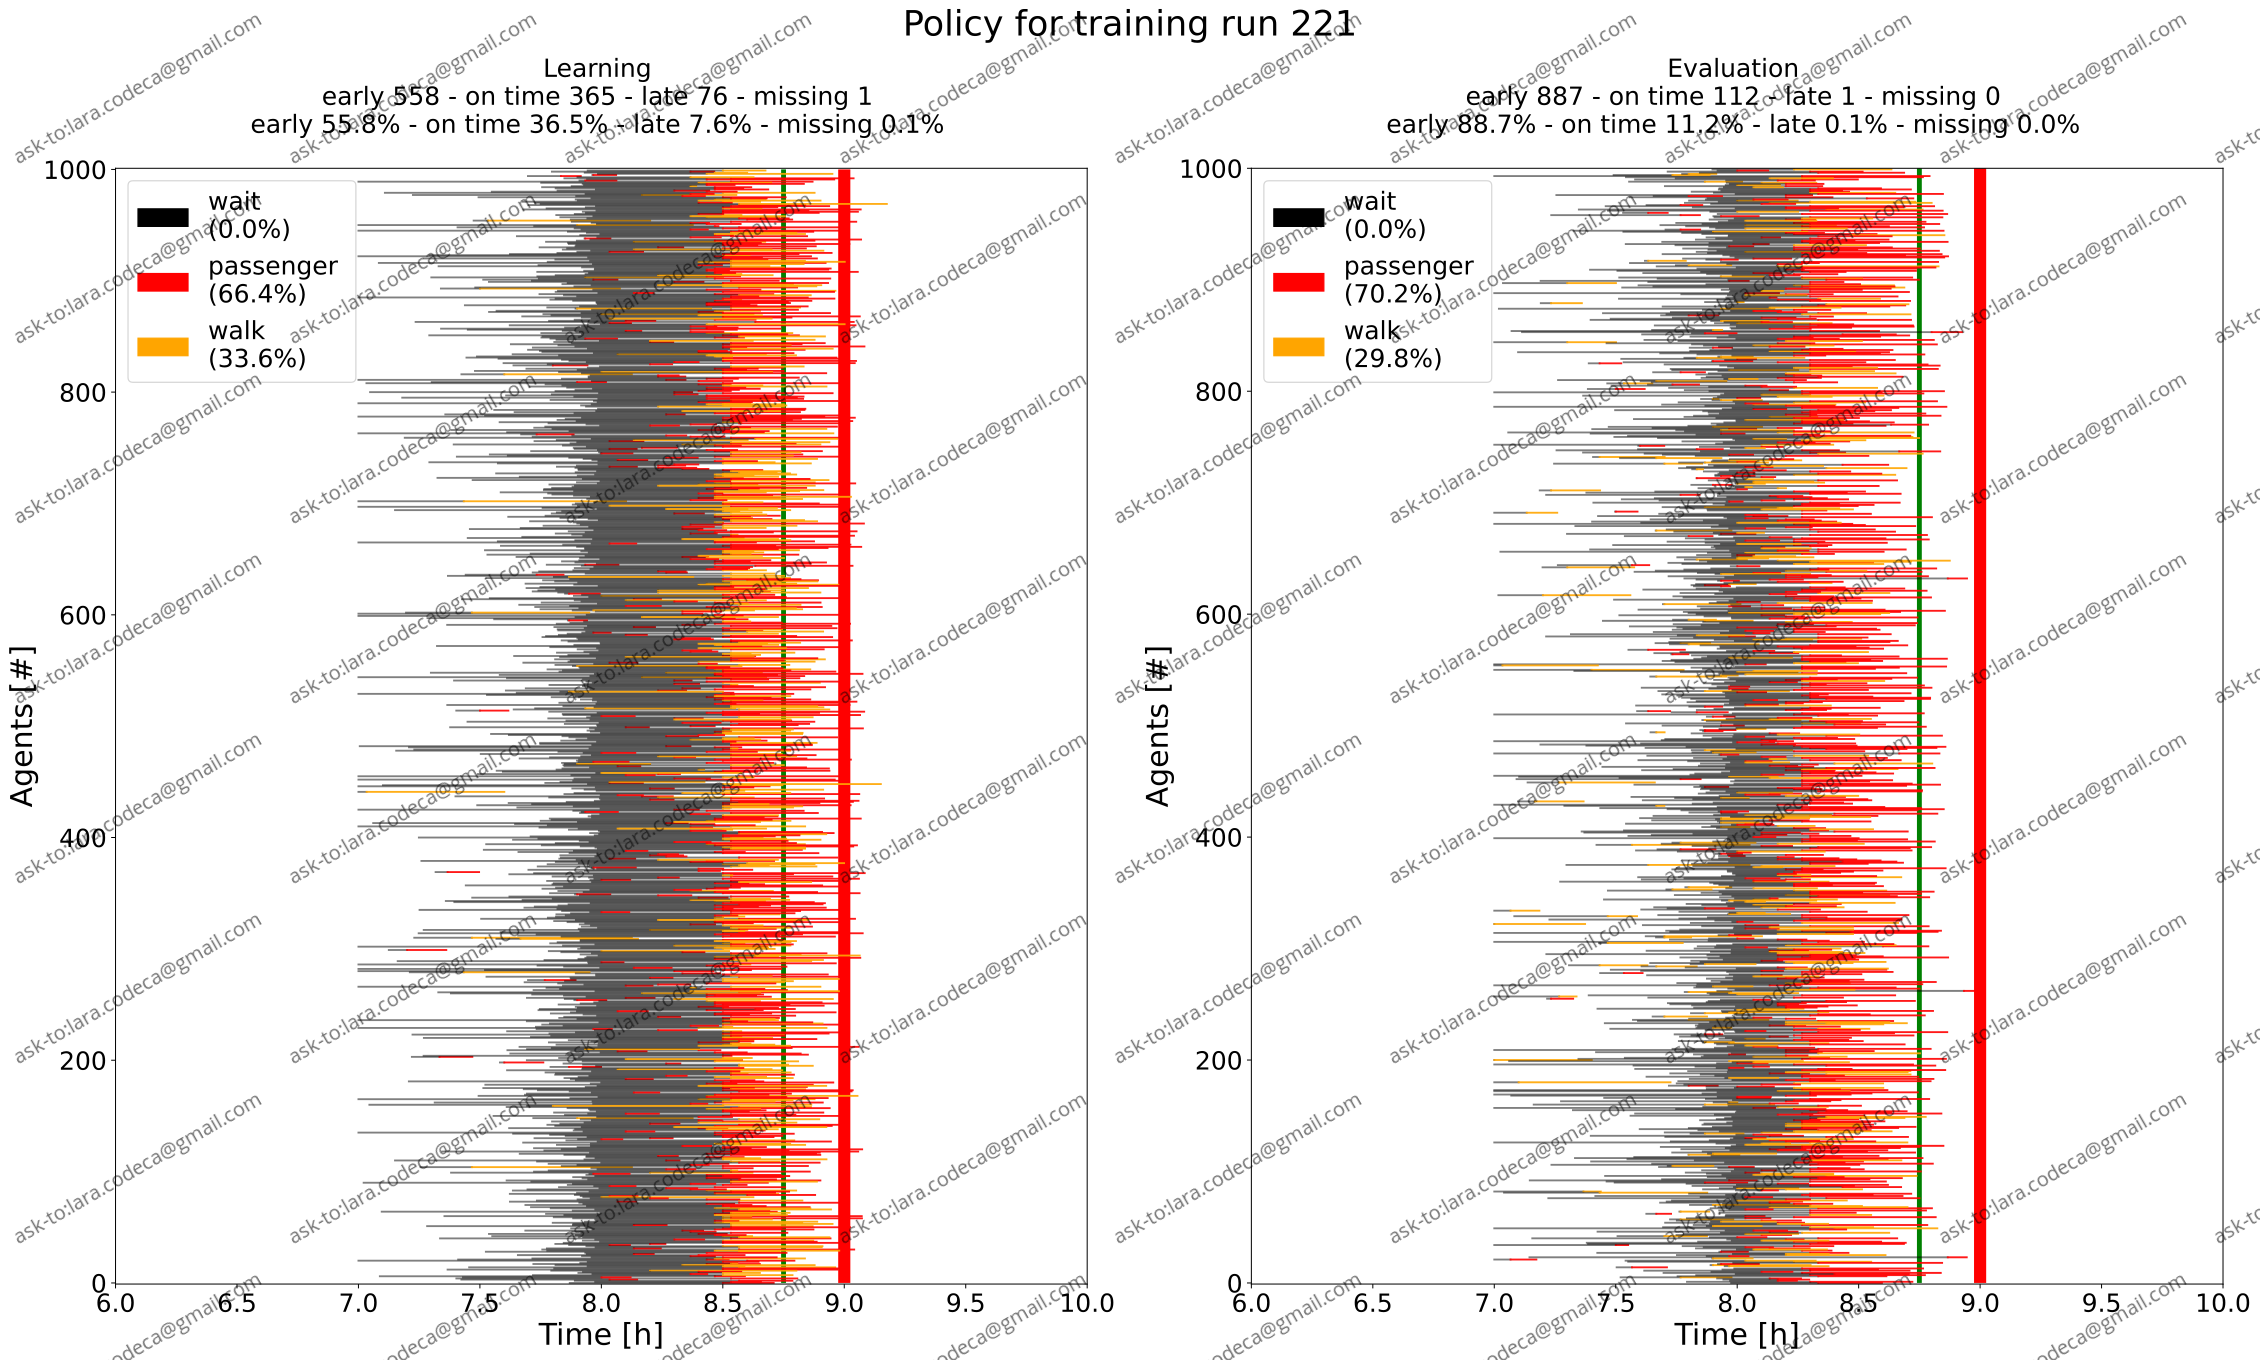 Policy for training run 221
Learning
early 558 - on time 365 - late 76 - missing 1
early 55.8% - on time 36.5% - late 7.6% - missing 0.1%
wait
(0.0%)
passenger
(66.4%)
walk
(33.6%)
1000
800
600
400
200
0
Agents [#]
6.0 6.5 7.0 7.5 8.0 8.5 9.0 9.5 10.0
Time [h]
Evaluation
early 887 - on time 112 - late 1 - missing 0
early 88.7% - on time 11.2% - late 0.1% - missing 0.0%
wait
(0.0%)
passenger
(70.2%)
walk
(29.8%)
1000
800
600
400
200
0
Agents [#]
6.0 6.5 7.0 7.5 8.0 8.5 9.0 9.5 10.0
Time [h]
ask-to:lara.codeca@gmail.com